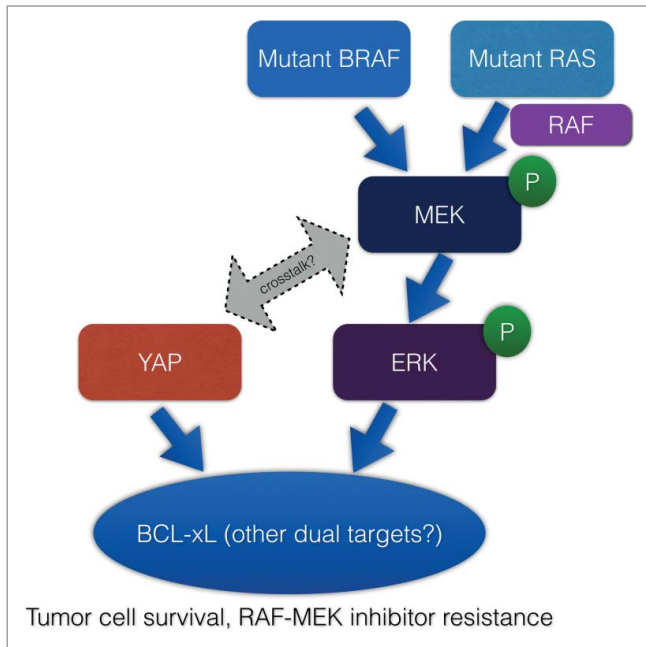 Mutant BRAF
Mutant RAS
RAF
P
MEK
crosstalk?
P
YAP
ERK
BCL-xL (other dual targets?)
Tumor cell survival, RAF-MEK inhibitor resistance